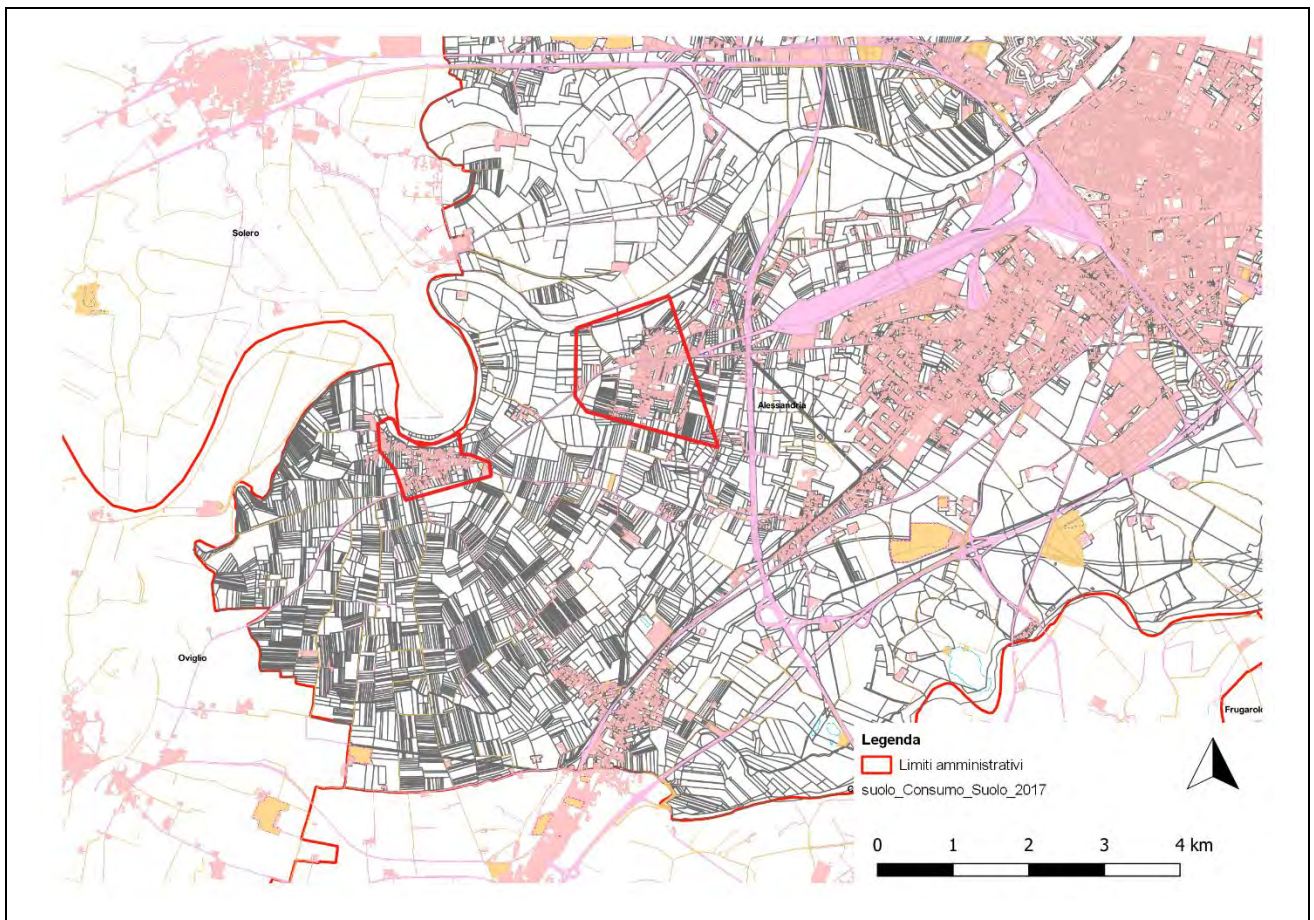 Solero
Alessandria
Oviglio
Frugarolo
Legenda
Limiti amministrativi
suolo_Consumo_Suolo_2017
0 1 2 3 4 km